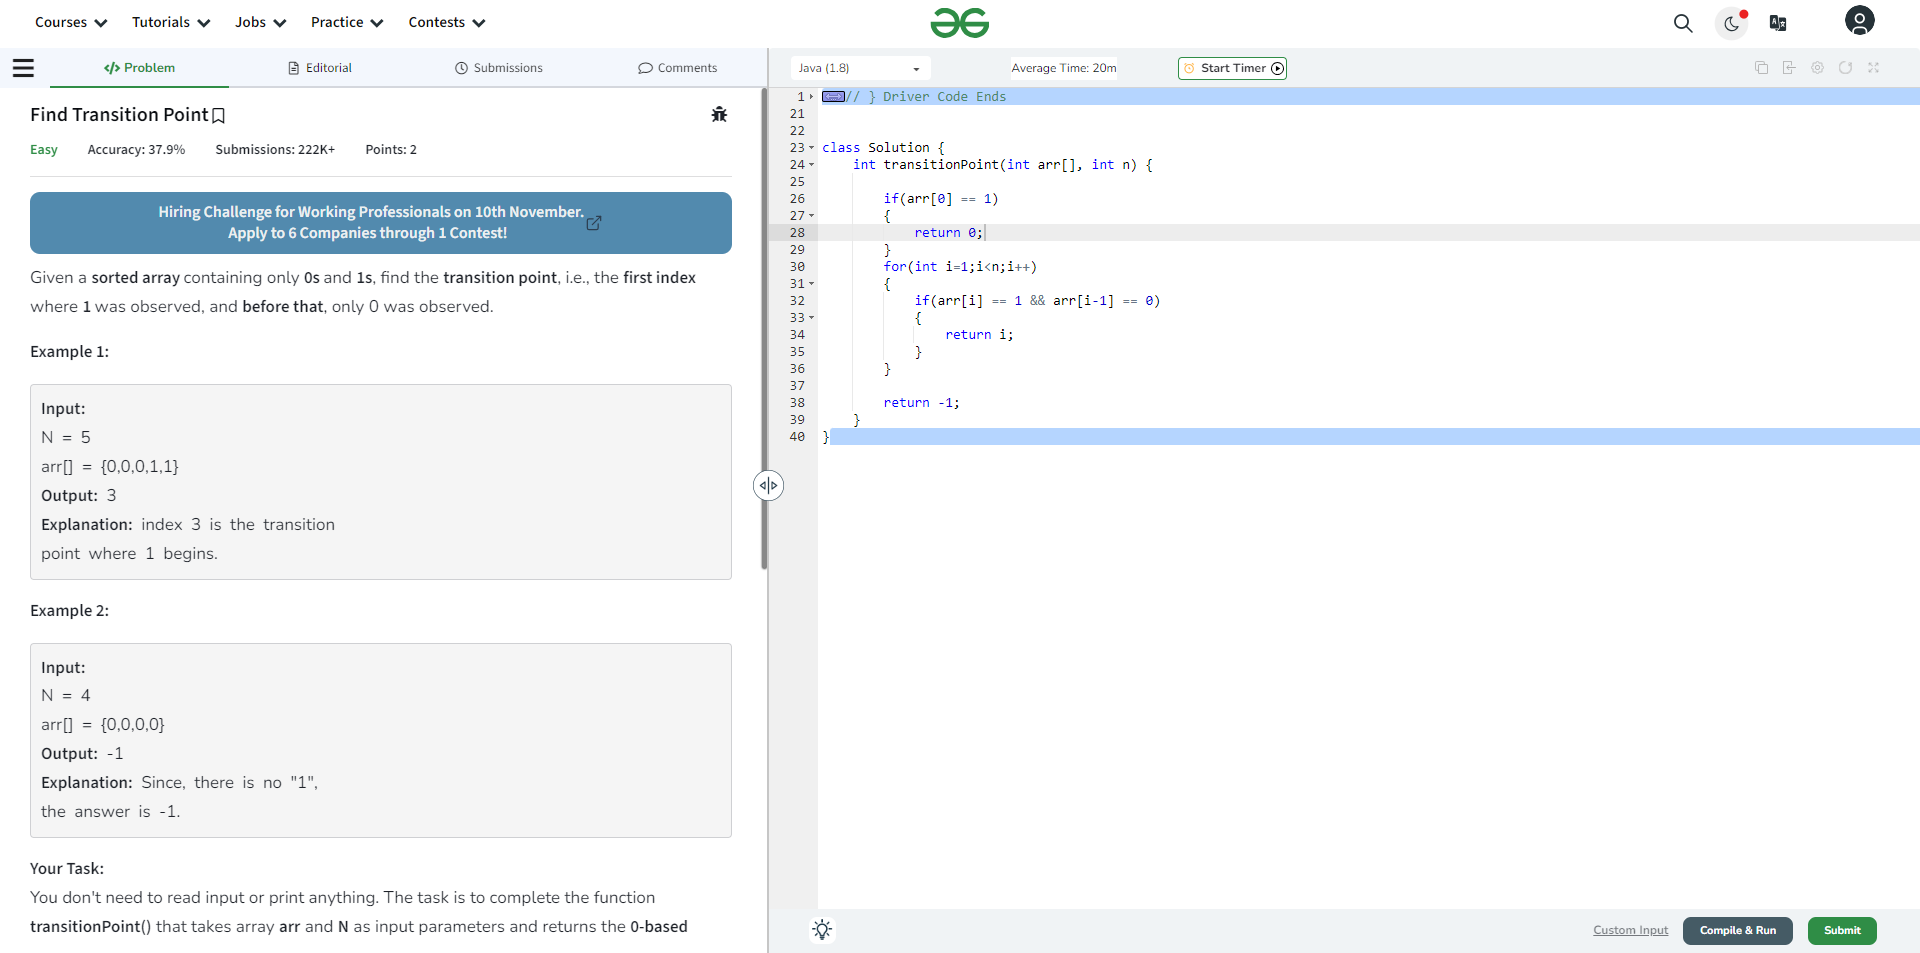 Courses Tutorials Jobs Practice Contests
Problem Editorial Submissions Comments
Find Transition Point
Easy Accuracy: 37.9% Submissions: 222K+ Points: 2
Hiring Challenge for Working Professionals on 10th November.
Apply to 6 Companies through 1 Contest!
Given a sorted array containing only 0s and 1s, find the transition point, i.e., the first index
where 1 was observed, and before that, only 0 was observed.
Example 1:
Input:
N = 5
arr[] = {0,0,0,1,1}
Output: 3
Explanation: index 3 is the transition
point where 1 begins.
Example 2:
Input:
N = 4
arr[] = {0,0,0,0}
Output: -1
Explanation: Since, there is no "1",
the answer is -1.
Your Task:
You don't need to read input or print anything. The task is to complete the function
transitionPoint() that takes array arr and N as input parameters and returns the 0-based
Java (1.8) Average Time: 20m Start Timer
1 // } Driver Code Ends
21
22
23 class Solution {
24 int transitionPoint(int arr[], int n) {
25
26 if(arr[0] == 1)
27 {
28 return 0;
29 }
30 for(int i=1;i<n;i++)
31 {
32 if(arr[i] == 1 && arr[i-1] == 0)
33 {
34 return i;
35 }
36 }
37
38 return -1;
39 }
40 }
Custom Input Compile & Run Submit